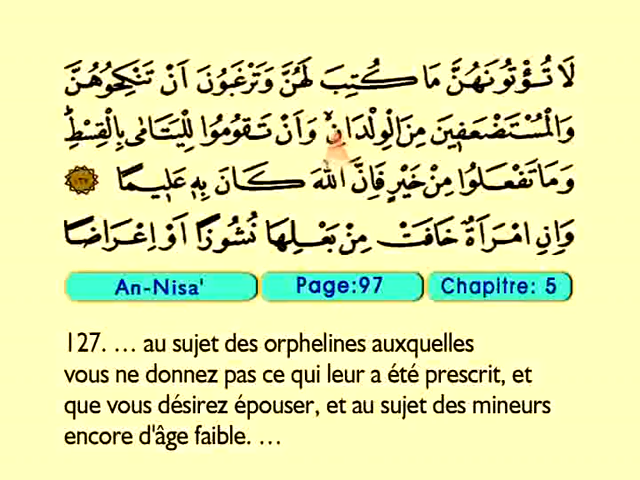 لَا تُؤْتُونَهُنَّ مَا كُتِبَ لَهُنَّ وَتَرْغَبُونَ أَنْ تَنْكِحُوهُنَّ
وَالْمُسْتَضْعَفِينَ مِنَ الْوِلْدَانِ وَأَنْ تَقُومُوا لِلْيَتَامَىٰ بِالْقِسْطِ
وَمَا تَفْعَلُوا مِنْ خَيْرٍ فَإِنَّ اللَّهَ كَانَ بِهِ عَلِيمًا ١٢٧
وَإِنِ امْرَأَةٌ خَافَتْ مِنْ بَعْلِهَا نُشُوزًا أَوْ إِعْرَاضًا
An-Nisa' Page:97 Chapitre: 5
127. … au sujet des orphelines auxquelles
vous ne donnez pas ce qui leur a été prescrit, et
que vous désirez épouser, et au sujet des mineurs
encore d'âge faible. …